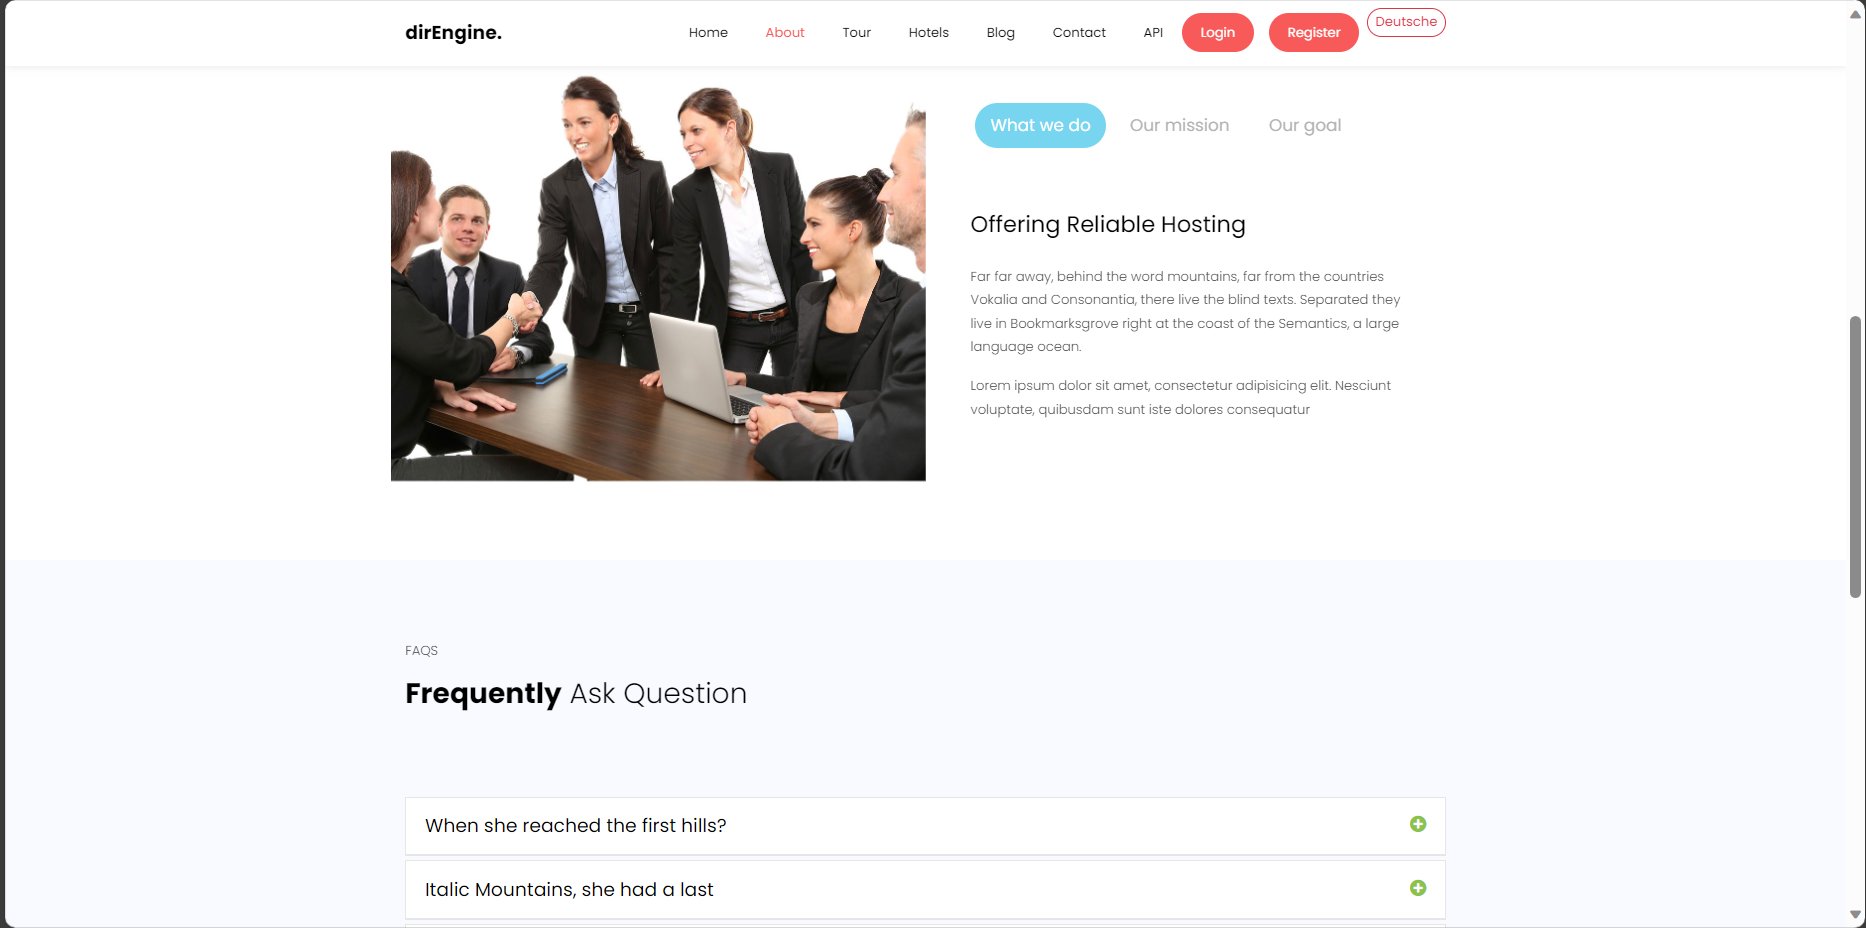 dirEngine.
Home About Tour Hotels Blog Contact API Login Register Deutsche
What we do Our mission Our goal
Offering Reliable Hosting
Far far away, behind the word mountains, far from the countries
Vokalia and Consonantia, there live the blind texts. Separated they
live in Bookmarksgrove right at the coast of the Semantics, a large
language ocean.
Lorem ipsum dolor sit amet, consectetur adipisicing elit. Nesciunt
voluptate, quibusdam sunt iste dolores consequatur
FAQS
Frequently Ask Question
When she reached the first hills?
Italic Mountains, she had a last